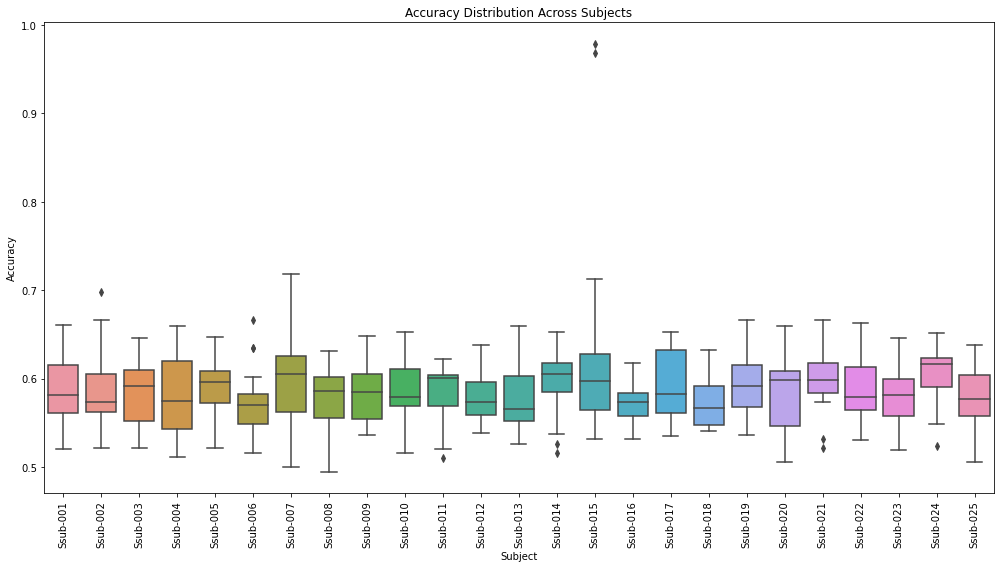 Accuracy Distribution Across Subjects
1.0
0.9
0.8
0.7
0.6
0.5
Accuracy
Ssub-001
Ssub-002
Ssub-003
Ssub-004
Ssub-005
Ssub-006
Ssub-007
Ssub-008
Ssub-009
Ssub-010
Ssub-011
Ssub-012
Ssub-013
Ssub-014
Ssub-015
Ssub-016
Ssub-017
Ssub-018
Ssub-019
Ssub-020
Ssub-021
Ssub-022
Ssub-023
Ssub-024
Ssub-025
Subject